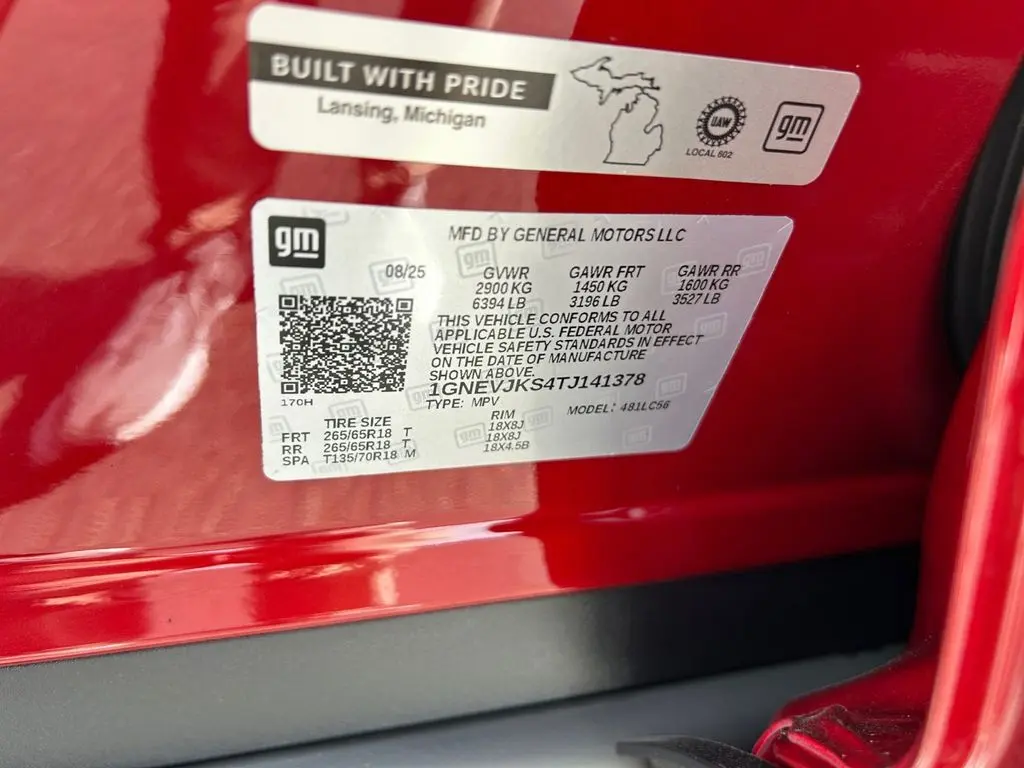 BUILT WITH PRIDE
Lansing, Michigan
UAW
LOCAL 602
gm
gm
MFD BY GENERAL MOTORS LLC
08/25 GVWR GAWR FRT GAWR RR
2900 KG 1450 KG 1600 KG
6394 LB 3196 LB 3527 LB
THIS VEHICLE CONFORMS TO ALL
APPLICABLE U.S. FEDERAL MOTOR
VEHICLE SAFETY STANDARDS IN EFFECT
ON THE DATE OF MANUFACTURE
SHOWN ABOVE.
1GNEVJKS4TJ141378
170H
TYPE: MPV MODEL: 481LC56
TIRE SIZE RIM
FRT 265/65R18 T 18X8J
RR 265/65R18 T 18X8J
SPA T135/70R18 M 18X4.5B